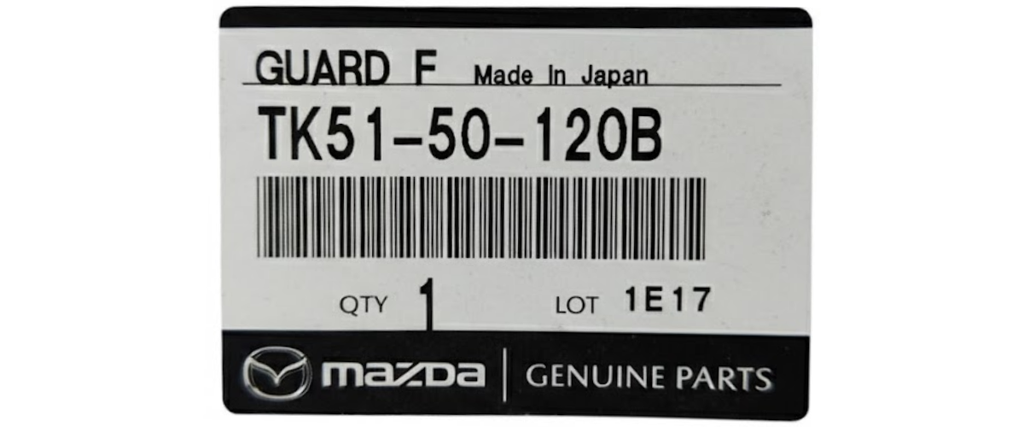 GUARD F Made In Japan
TK51-50-120B
QTY 1 LOT 1E17
mazda GENUINE PARTS